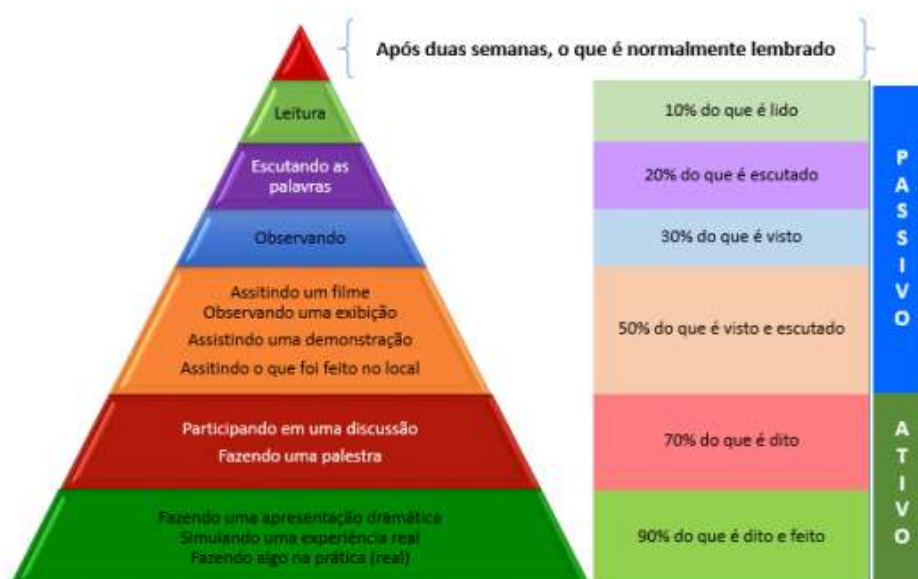 Após duas semanas, o que é normalmente lembrado
Leitura
10% do que é lido
Escutando as
palavras
20% do que é escutado
Observando
30% do que é visto
Assitindo um filme
Observando uma exibição
Assistindo uma demonstração
Assitindo o que foi feito no local
50% do que é visto e escutado
PASSIVO
Participando em uma discussão
Fazendo uma palestra
70% do que é dito
Fazendo uma apresentação dramática
Simulando uma experiência real
Fazendo algo na prática (real)
90% do que é dito e feito
ATIVO